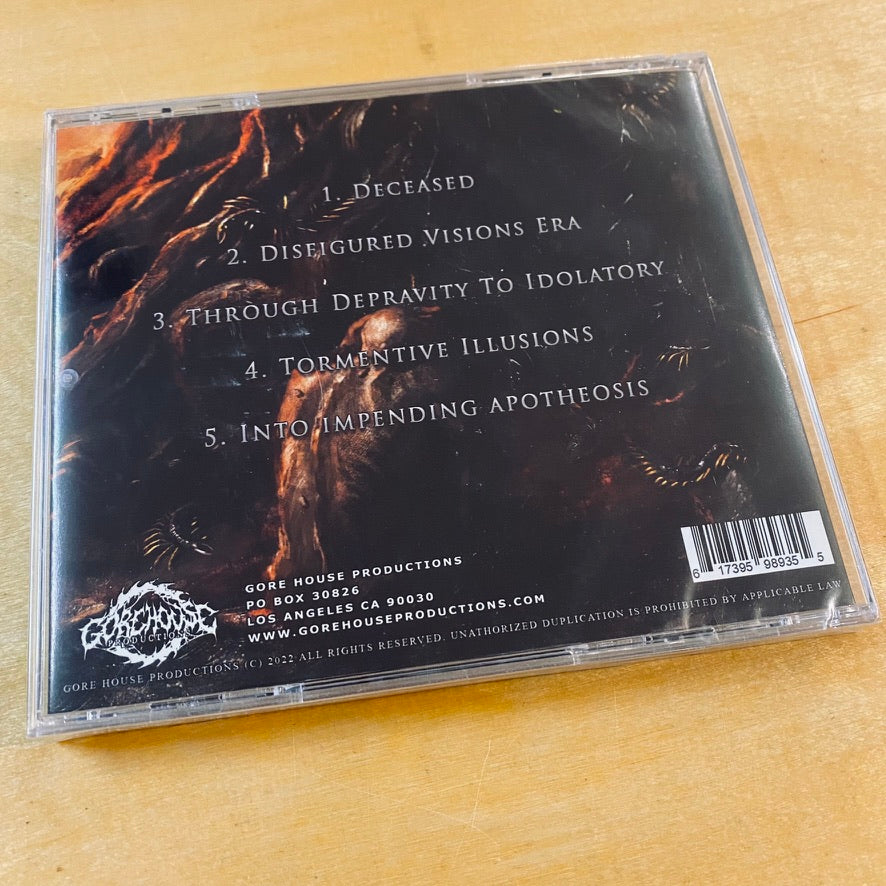 1. Deceased
2. Disfigured Visions Era
3. Through Depravity To Idolatory
4. Tormentive Illusions
5. Into impending apotheosis
GORE HOUSE PRODUCTIONS
PO BOX 30826
LOS ANGELES CA 90030
WWW.GOREHOUSEPRODUCTIONS.COM
GOREHOUSE
PRODUCTIONS
6 17395 98935 5
GORE HOUSE PRODUCTIONS (C) 2022 ALL RIGHTS RESERVED. UNATHORIZED DUPLICATION IS PROHIBITED BY APPLICABLE LAW